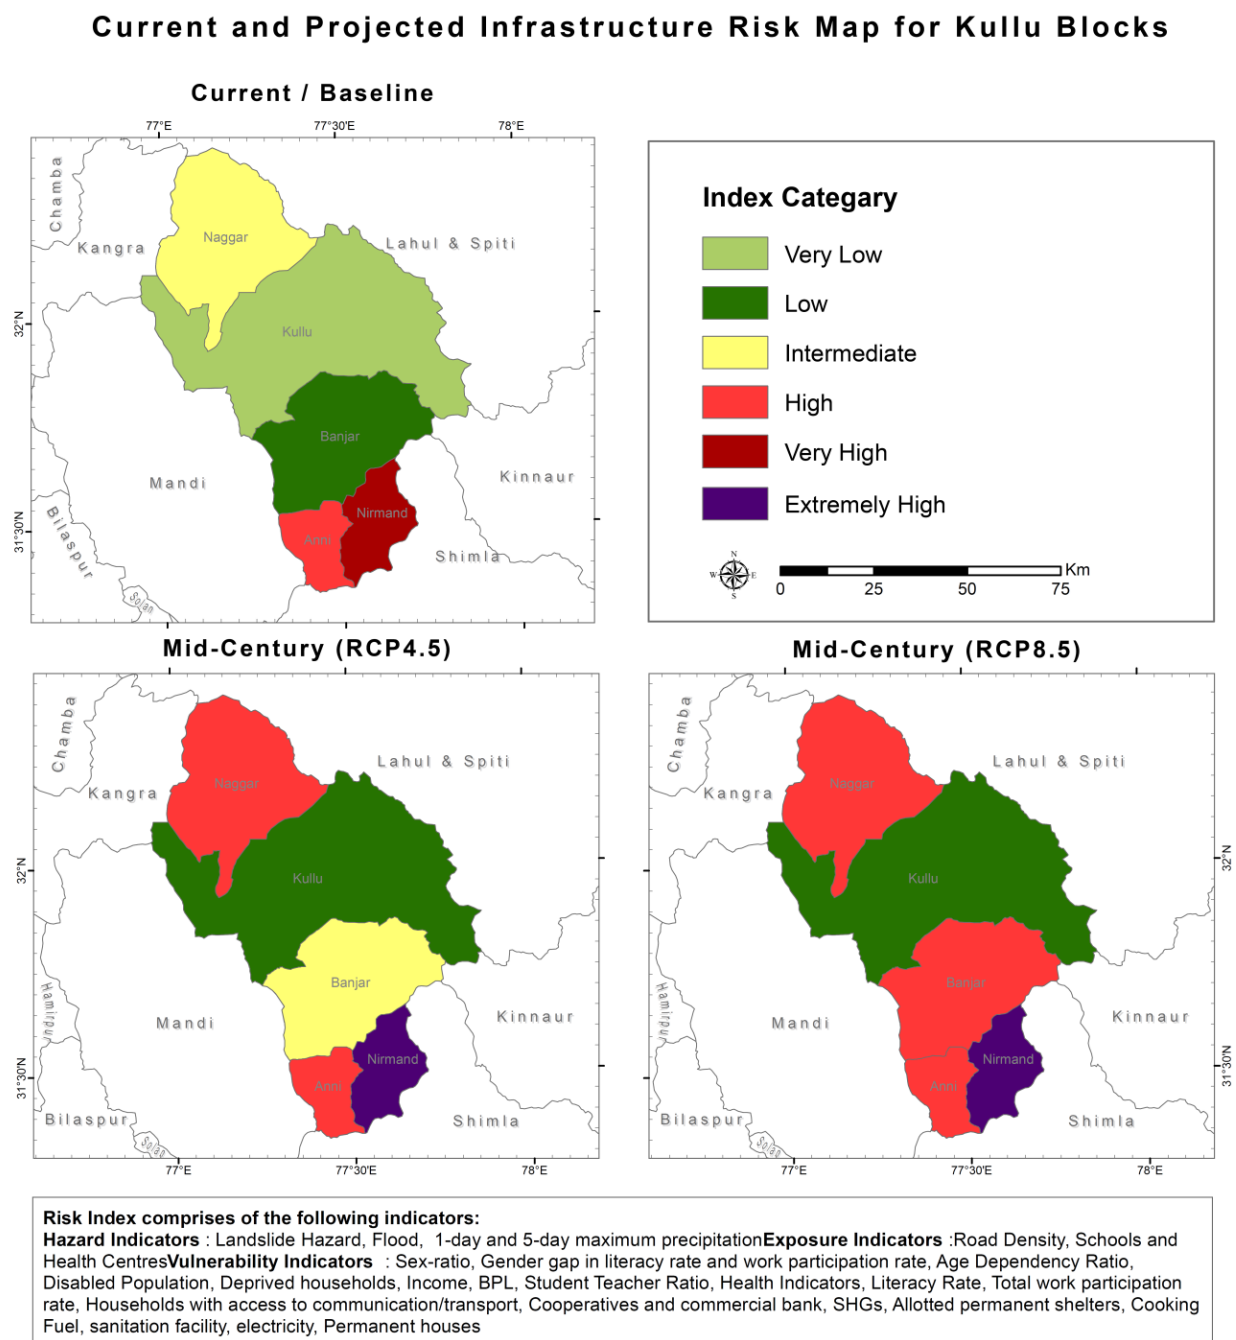 Current and Projected Infrastructure Risk Map for Kullu Blocks
Current / Baseline
77°E 77°30'E 78°E
Chamba
Kangra
Naggar
Lahul & Spiti
32°N
Kullu
Banjar
Mandi
Kinnaur
Nirmand
Anni
31°30'N
Bilaspur
Shimla
Solan
Index Categary
Very Low
Low
Intermediate
High
Very High
Extremely High
N
W E
S
0 25 50 75 Km
Mid-Century (RCP4.5)
Chamba
Lahul & Spiti
Naggar
Kangra
32°N
Kullu
Banjar
Hamirpur
Mandi
Kinnaur
Nirmand
31°30'N
Anni
Bilaspur
Shimla
Solan
77°E 77°30'E 78°E
Mid-Century (RCP8.5)
Chamba
Lahul & Spiti
Naggar
Kangra
32°N
Kullu
Banjar
Hamirpur
Mandi
Kinnaur
Nirmand
31°30'N
Anni
Bilaspur
Shimla
Solan
77°E 77°30'E 78°E
Risk Index comprises of the following indicators:
Hazard Indicators : Landslide Hazard, Flood, 1-day and 5-day maximum precipitationExposure Indicators :Road Density, Schools and
Health CentresVulnerability Indicators : Sex-ratio, Gender gap in literacy rate and work participation rate, Age Dependency Ratio,
Disabled Population, Deprived households, Income, BPL, Student Teacher Ratio, Health Indicators, Literacy Rate, Total work participation
rate, Households with access to communication/transport, Cooperatives and commercial bank, SHGs, Allotted permanent shelters, Cooking
Fuel, sanitation facility, electricity, Permanent houses